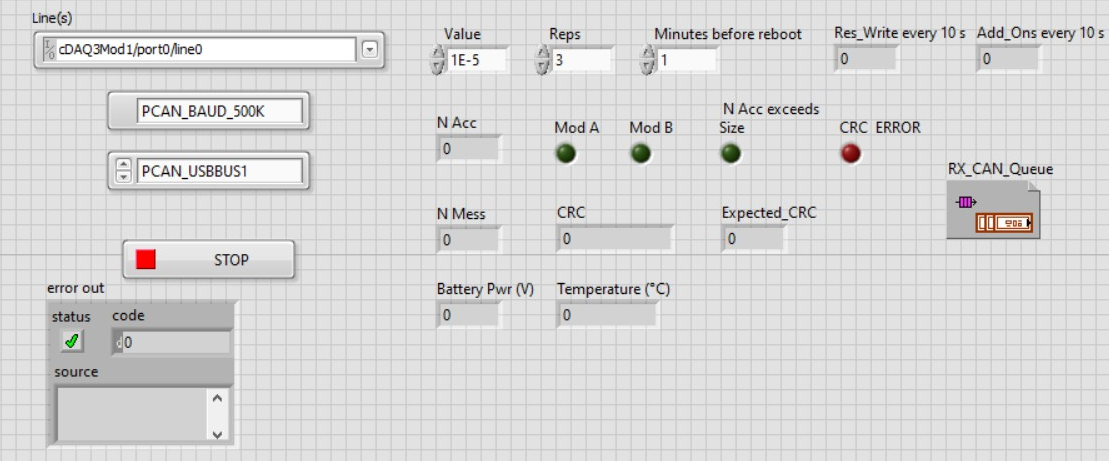 Line(s)
cDAQ3Mod1/port0/line0
PCAN_BAUD_500K
PCAN_USBBUS1
STOP
error out
status code
d0
source
Value Reps Minutes before reboot Res_Write every 10 s Add_Ons every 10 s
1E-5 3 1 0 0
N Acc Mod A Mod B N Acc exceeds
Size CRC ERROR
0
RX_CAN_Queue
N Mess CRC Expected_CRC
0 0 0
Battery Pwr (V) Temperature (°C)
0 0